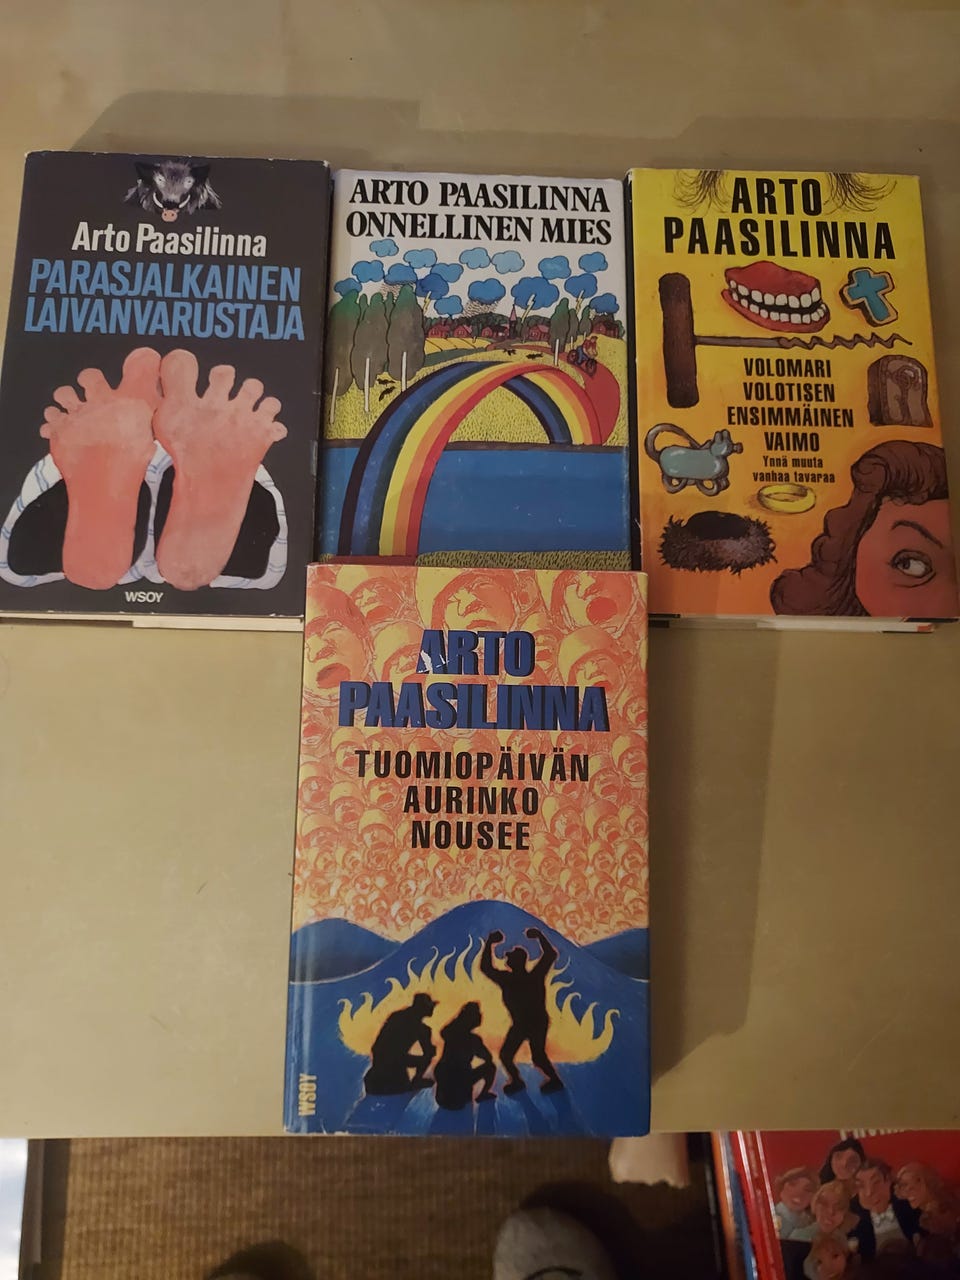 Arto Paasilinna
PARASJALKAINEN
LAIVANVARUSTAJA
WSOY
ARTO PAASILINNA
ONNELLINEN MIES
ARTO
PAASILINNA
VOLOMARI
VOLOTISEN
ENSIMMÄINEN
VAIMO
Ynnä muuta
vanhaa tavaraa
ARTO
PAASILINNA
TUOMIOPÄIVÄN
AURINKO
NOUSEE
WSOY